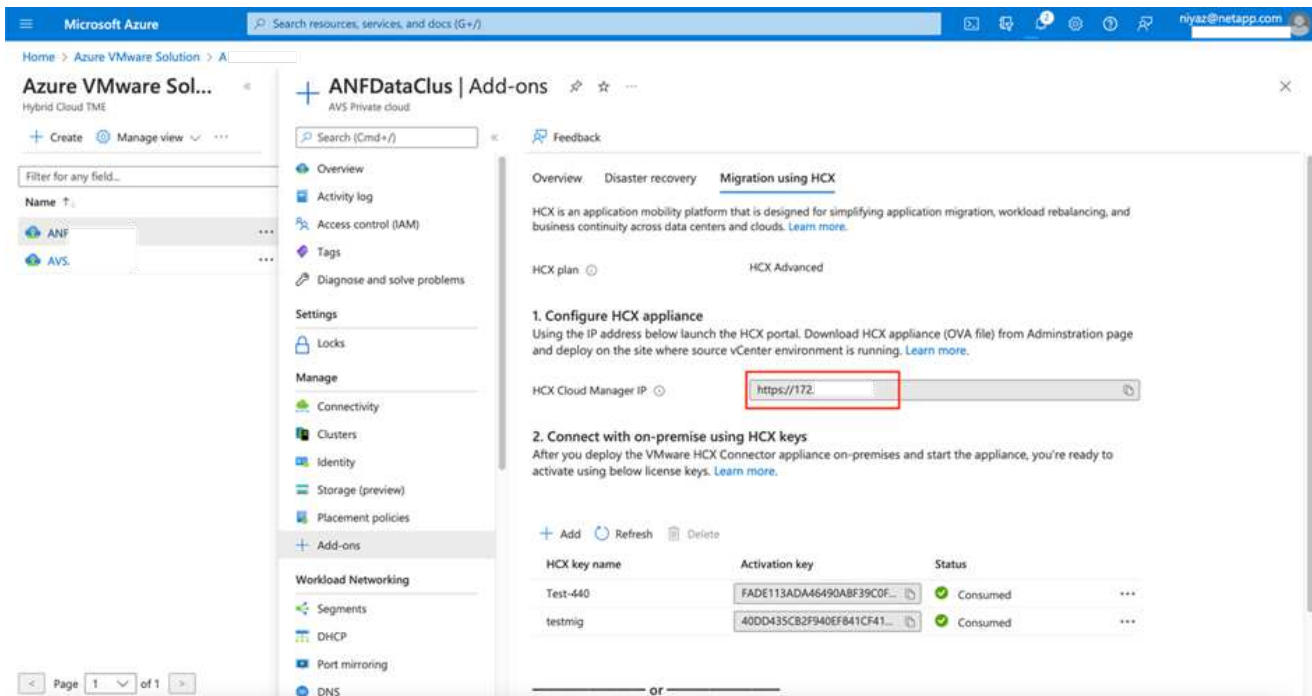 Microsoft Azure
Search resources, services, and docs (G+/)
2
niyaz@netapp.com
Home > Azure VMware Solution > A
Azure VMware Sol...
Hybrid Cloud TME
+ Create
Manage view
...
Filter for any field...
Name ↑↓
ANF
...
AVS.
...
< Page 1 of 1 >
ANFDataClus | Add-ons
...
AVS Private cloud
Search (Cmd+/)
Overview
Activity log
Access control (IAM)
Tags
Diagnose and solve problems
Settings
Locks
Manage
Connectivity
Clusters
Identity
Storage (preview)
Placement policies
Add-ons
Workload Networking
Segments
DHCP
Port mirroring
DNS
Feedback
Overview Disaster recovery Migration using HCX
HCX is an application mobility platform that is designed for simplifying application migration, workload rebalancing, and
business continuity across data centers and clouds. Learn more.
HCX plan HCX Advanced
1. Configure HCX appliance
Using the IP address below launch the HCX portal. Download HCX appliance (OVA file) from Adminstration page
and deploy on the site where source vCenter environment is running. Learn more.
HCX Cloud Manager IP https://172.
2. Connect with on-premise using HCX keys
After you deploy the VMware HCX Connector appliance on-premises and start the appliance, you're ready to
activate using below license keys. Learn more.
+ Add Refresh Delete
HCX key name Activation key Status
Test-440 FADE113ADA46490ABF39C0F... Consumed ...
testmig 40DD435CB2F940EF841CF41... Consumed ...
or